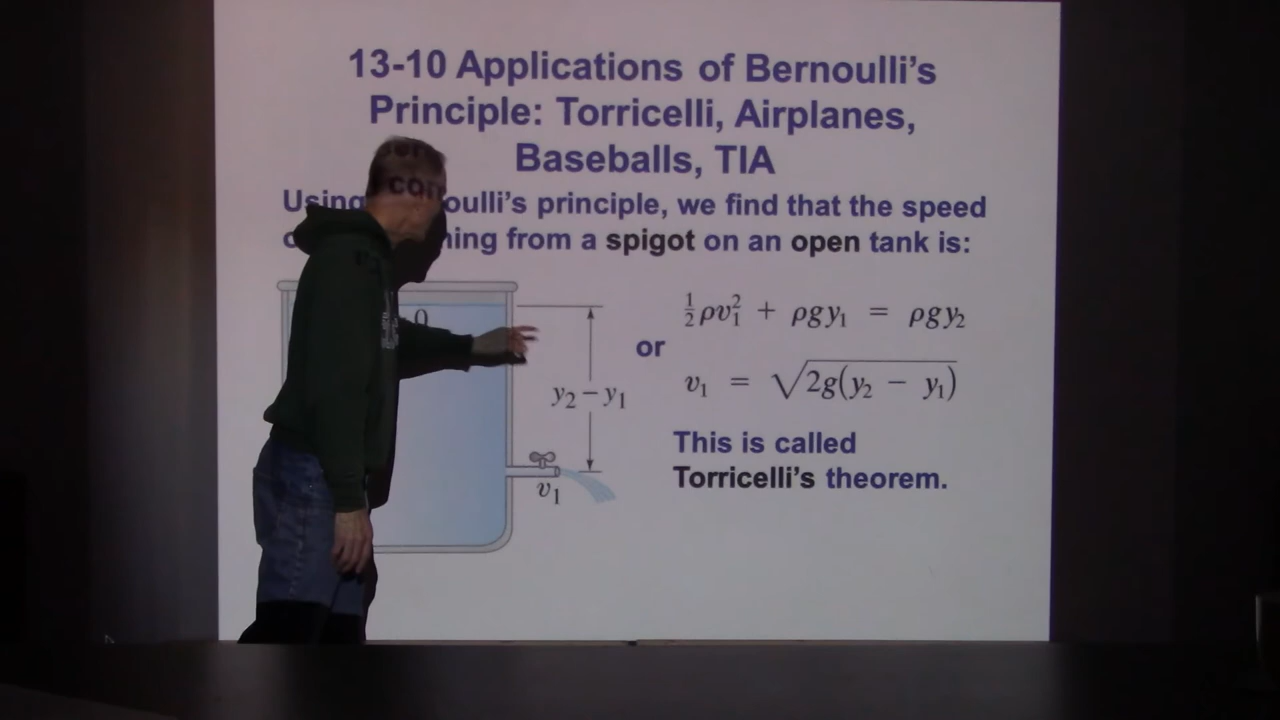 13-10 Applications of Bernoulli's
Principle: Torricelli, Airplanes,
Baseballs, TIA
Using oulli's principle, we find that the speed
from a spigot on an open tank is:
½ρv₁² + ρgy₁ = ρgy₂
or
v₁ = √2g(y₂ − y₁)
y₂ − y₁
This is called
Torricelli's theorem.
v₁